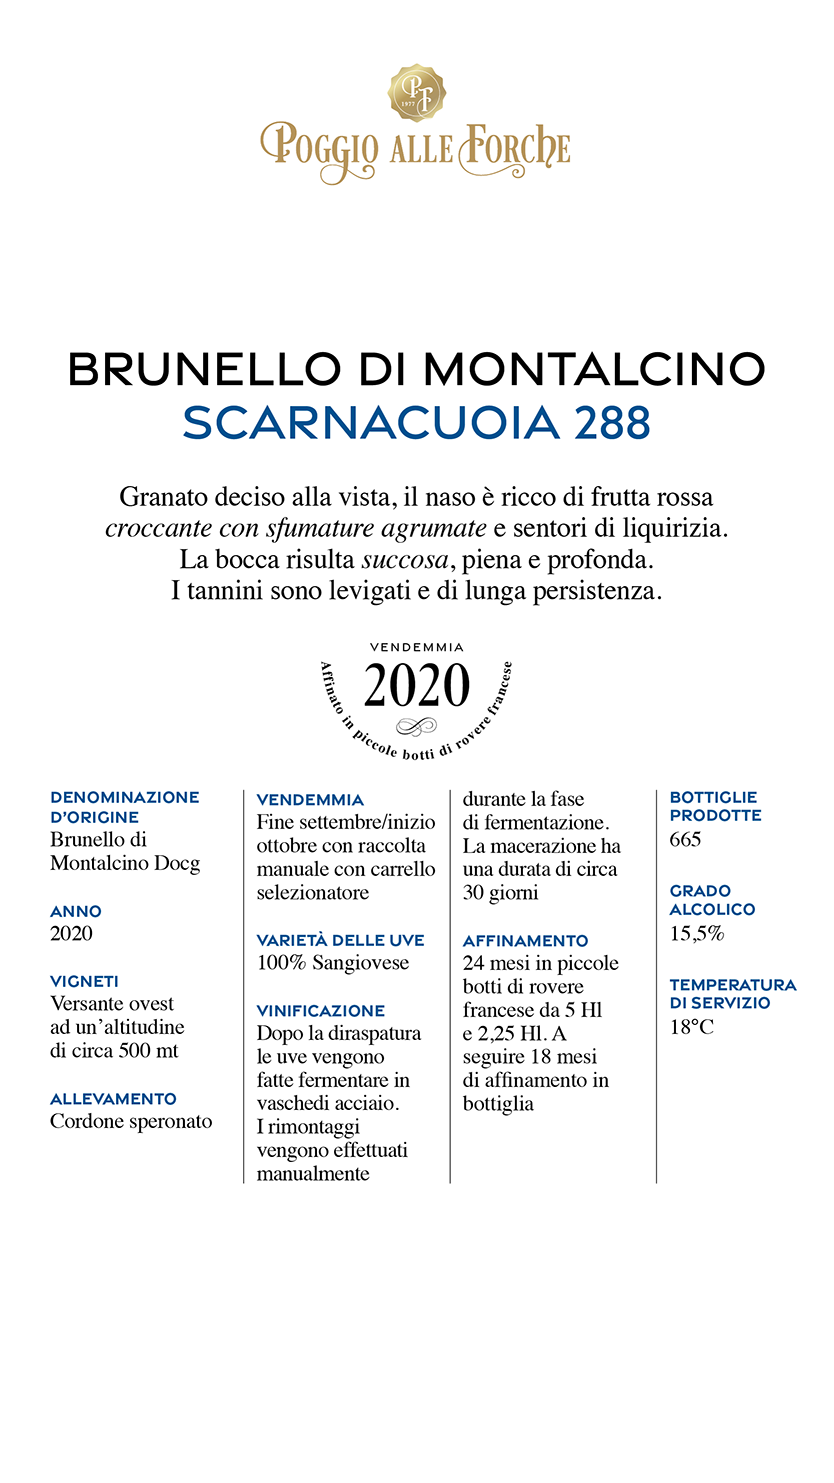 PF
1977
POGGIO ALLE FORCHE
BRUNELLO DI MONTALCINO
SCARNACUOIA 288
Granato deciso alla vista, il naso è ricco di frutta rossa
croccante con sfumature agrumate e sentori di liquirizia.
La bocca risulta succosa, piena e profonda.
I tannini sono levigati e di lunga persistenza.
VENDEMMIA
2020
Affinato in piccole botti di rovere francese
DENOMINAZIONE
D'ORIGINE
Brunello di
Montalcino Docg
ANNO
2020
VIGNETI
Versante ovest
ad un'altitudine
di circa 500 mt
ALLEVAMENTO
Cordone speronato
VENDEMMIA
Fine settembre/inizio
ottobre con raccolta
manuale con carrello
selezionatore
VARIETÀ DELLE UVE
100% Sangiovese
VINIFICAZIONE
Dopo la diraspatura
le uve vengono
fatte fermentare in
vaschedi acciaio.
I rimontaggi
vengono effettuati
manualmente
durante la fase
di fermentazione.
La macerazione ha
una durata di circa
30 giorni
AFFINAMENTO
24 mesi in piccole
botti di rovere
francese da 5 Hl
e 2,25 Hl. A
seguire 18 mesi
di affinamento in
bottiglia
BOTTIGLIE
PRODOTTE
665
GRADO
ALCOLICO
15,5%
TEMPERATURA
DI SERVIZIO
18°C